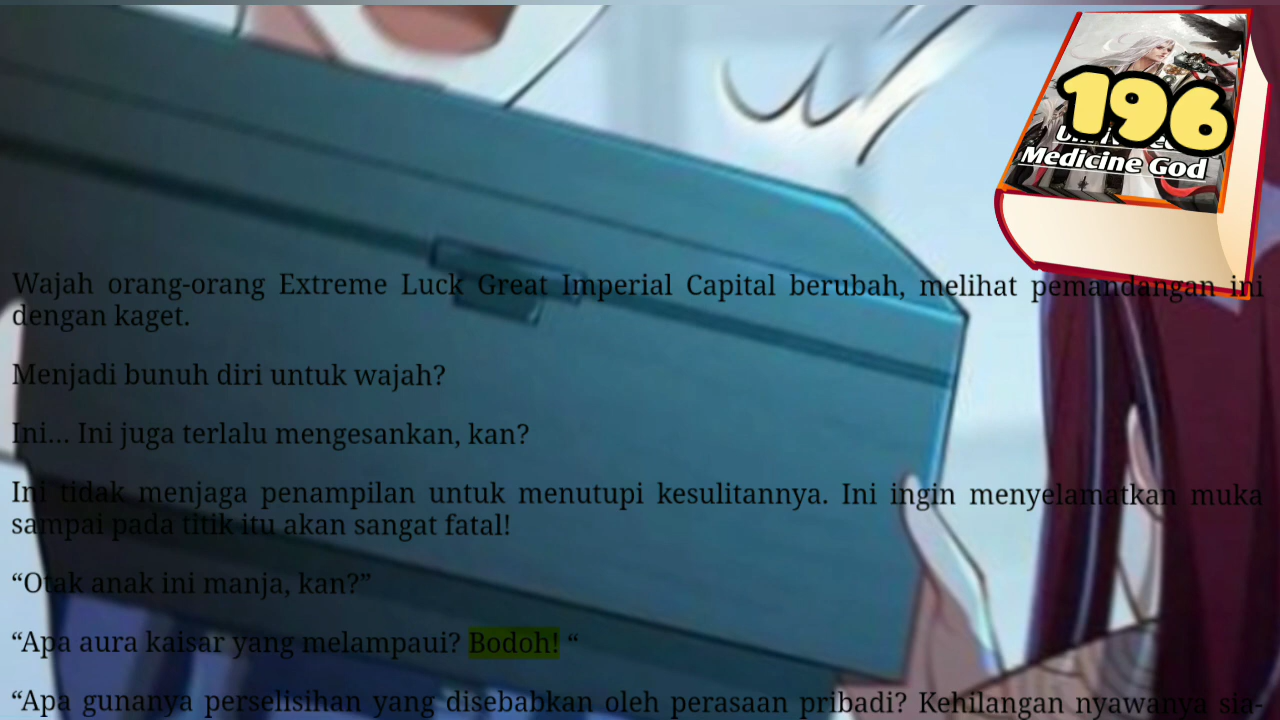 196
Medicine God
Wajah orang-orang Extreme Luck Great Imperial Capital berubah, melihat pemandangan ini
dengan kaget.
Menjadi bunuh diri untuk wajah?
Ini… Ini juga terlalu mengesankan, kan?
Ini tidak menjaga penampilan untuk menutupi kesulitannya. Ini ingin menyelamatkan muka
sampai pada titik itu akan sangat fatal!
“Otak anak ini manja, kan?”
“Apa aura kaisar yang melampaui? Bodoh! “
“Apa gunanya perselisihan yang disebabkan oleh perasaan pribadi? Kehilangan nyawanya sia-